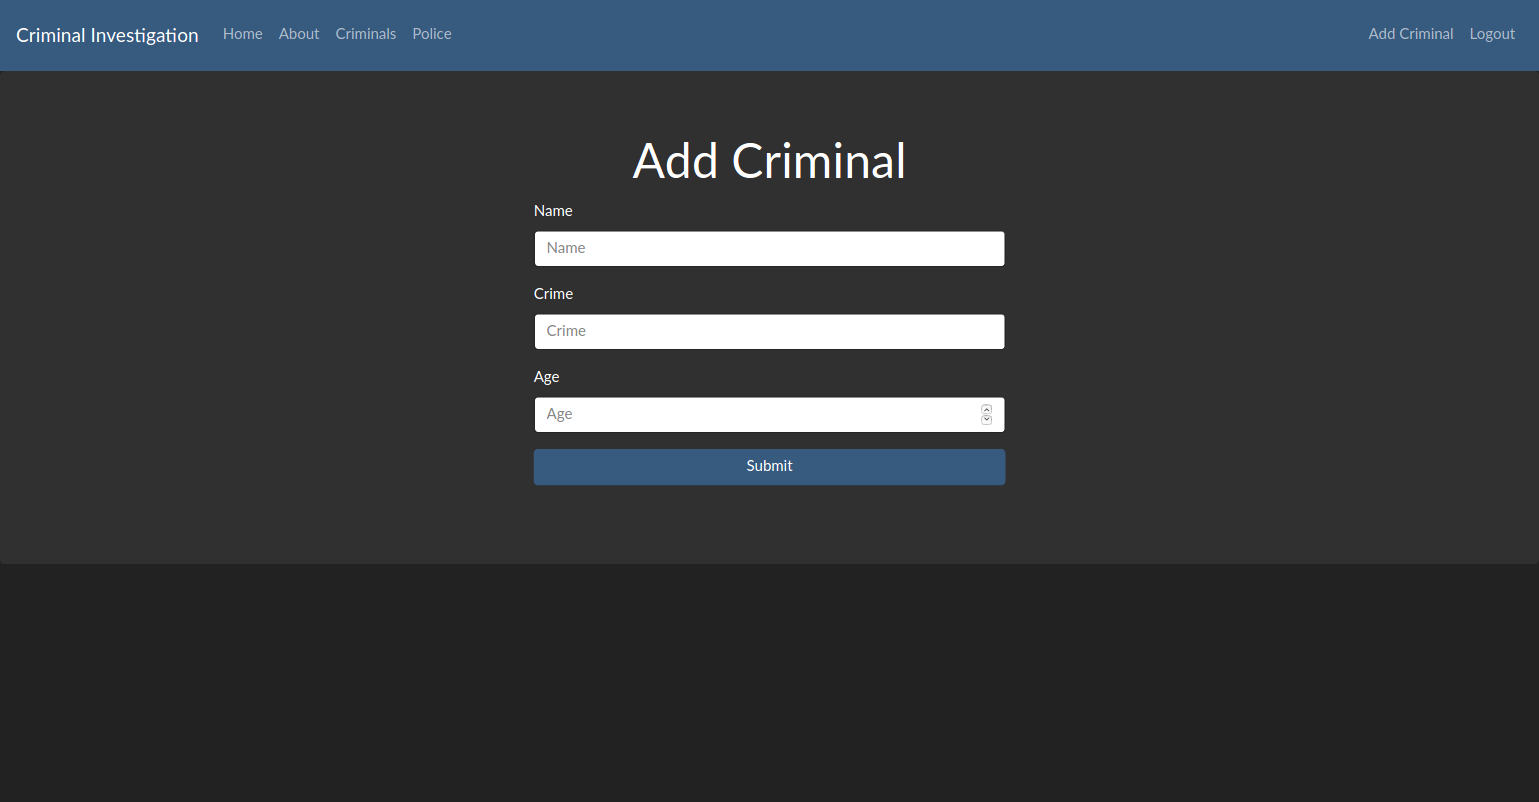 Criminal Investigation Home About Criminals Police Add Criminal Logout
Add Criminal
Name
Name
Crime
Crime
Age
Age
Submit